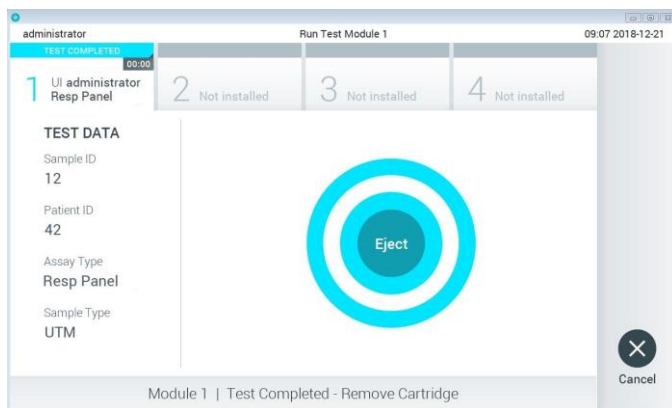 administrator Run Test Module 1 09:07 2018-12-21
TEST COMPLETED
00:00
1 UI administrator
Resp Panel
2 Not installed
3 Not installed
4 Not installed
TEST DATA
Sample ID
12
Patient ID
42
Assay Type
Resp Panel
Sample Type
UTM
Eject
Cancel
Module 1 | Test Completed - Remove Cartridge